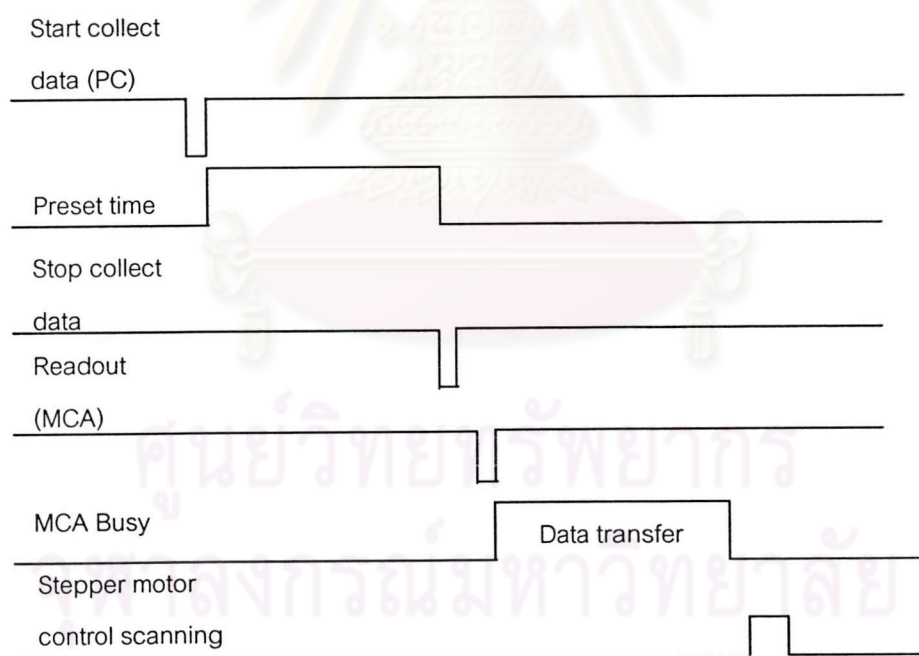 Start collect
data (PC)
Preset time
Stop collect
data
Readout
(MCA)
ศูนย์วิทยทรัพยากร
MCA Busy
Data transfer
จุฬาลงกรณ์มหาวิทยาลัย
Stepper motor
control scanning